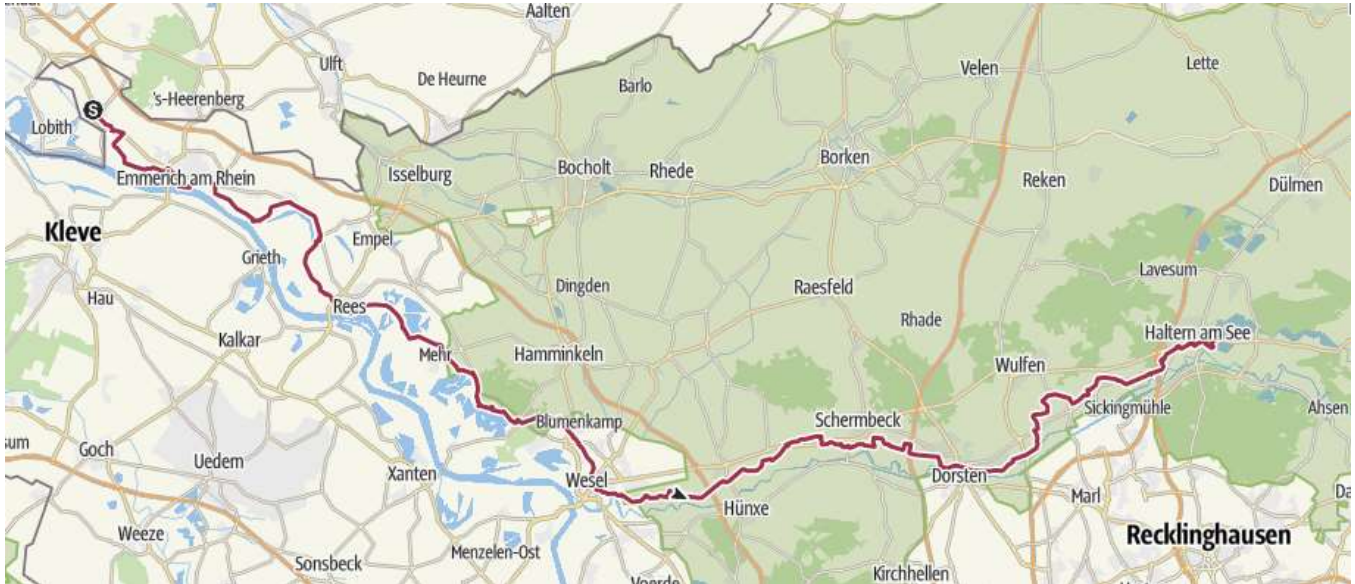 Aalten
Velen
Lette
Ulft
De Heurne
Barlo
's-Heerenberg
S
Lobith
Borken
Bocholt
Rhede
Isselburg
Reken
Dülmen
Emmerich am Rhein
Kleve
Empel
Grieth
Lavesum
Hau
Dingden
Raesfeld
Rees
Rhade
Haltern am See
Kalkar
Mehr
Hamminkeln
Wulfen
Sickingmühle
Ahsen
Schermbeck
Blumenkamp
Goch
Uedem
Xanten
Wesel
Dorsten
Marl
Hünxe
Weeze
Recklinghausen
Menzelen-Ost
Sonsbeck
Kirchhellen